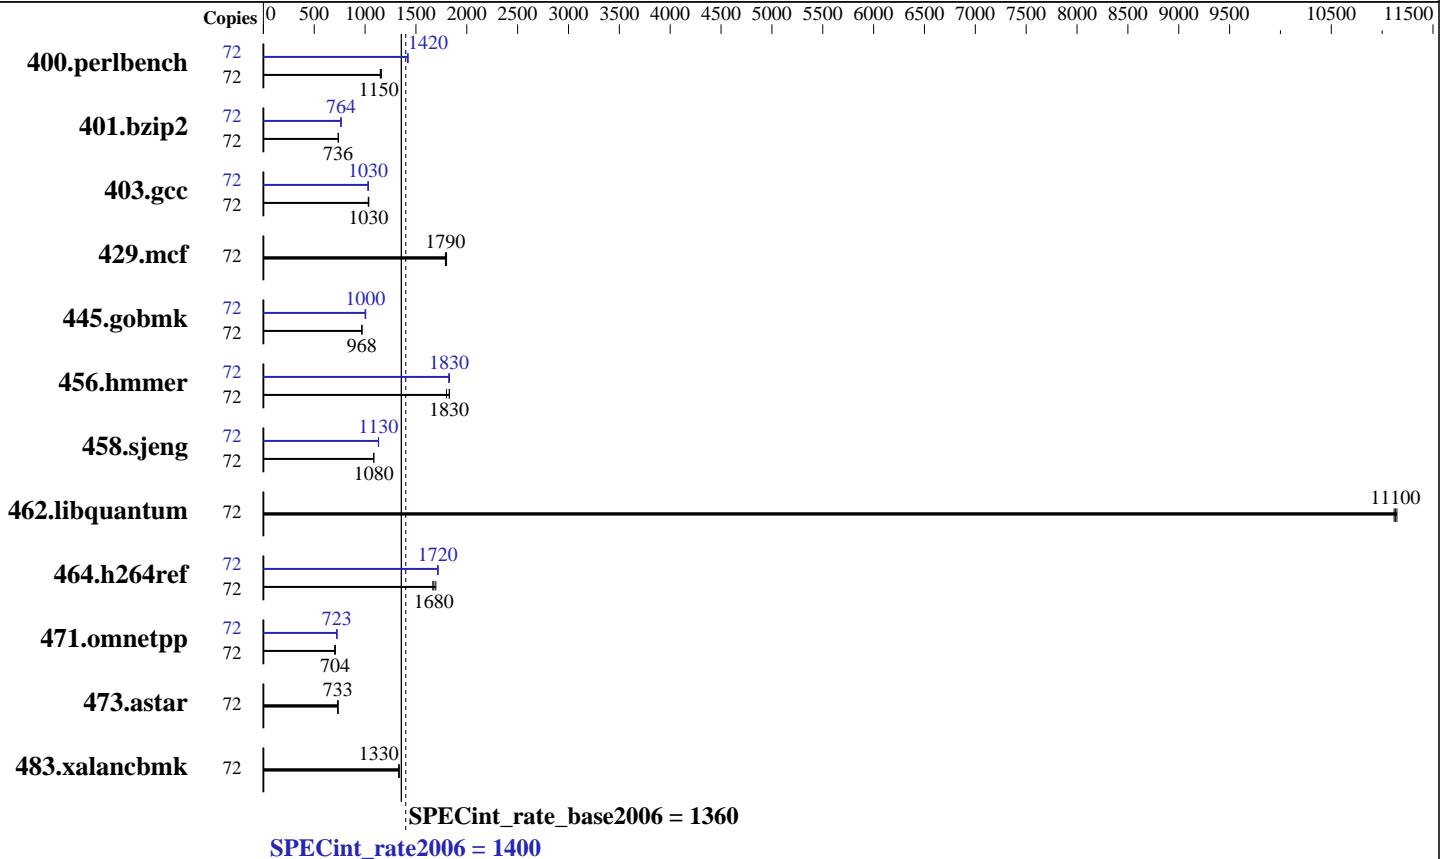 Copies 0 500 1000 1500 2000 2500 3000 3500 4000 4500 5000 5500 6000 6500 7000 7500 8000 8500 9000 9500 10500 11500
400.perlbench 72 1420
72 1150
401.bzip2 72 764
72 736
403.gcc 72 1030
72 1030
429.mcf 72 1790
445.gobmk 72 1000
72 968
456.hmmer 72 1830
72 1830
458.sjeng 72 1130
72 1080
462.libquantum 72 11100
464.h264ref 72 1720
72 1680
471.omnetpp 72 723
72 704
473.astar 72 733
483.xalancbmk 72 1330
SPECint_rate_base2006 = 1360
SPECint_rate2006 = 1400